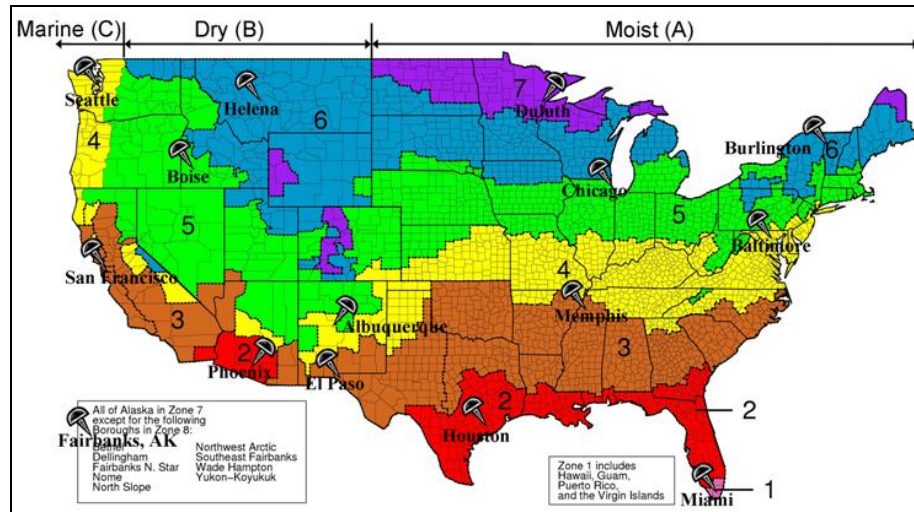 Marine (C)
Dry (B)
Moist (A)
Seattle
Helena
7
Duluth
4
6
Burlington
6
Boise
Chicago
5
5
Baltimore
San Francisco
4
3
Albuquerque
Memphis
3
2
Phoenix
El Paso
2
2
Houston
Miami
1
All of Alaska in Zone 7
except for the following
Boroughs in Zone 8:
Fairbanks, AK
Bethel Northwest Arctic
Dellingham Southeast Fairbanks
Fairbanks N. Star Wade Hampton
Nome Yukon-Koyukuk
North Slope
Zone 1 includes
Hawaii, Guam,
Puerto Rico,
and the Virgin Islands